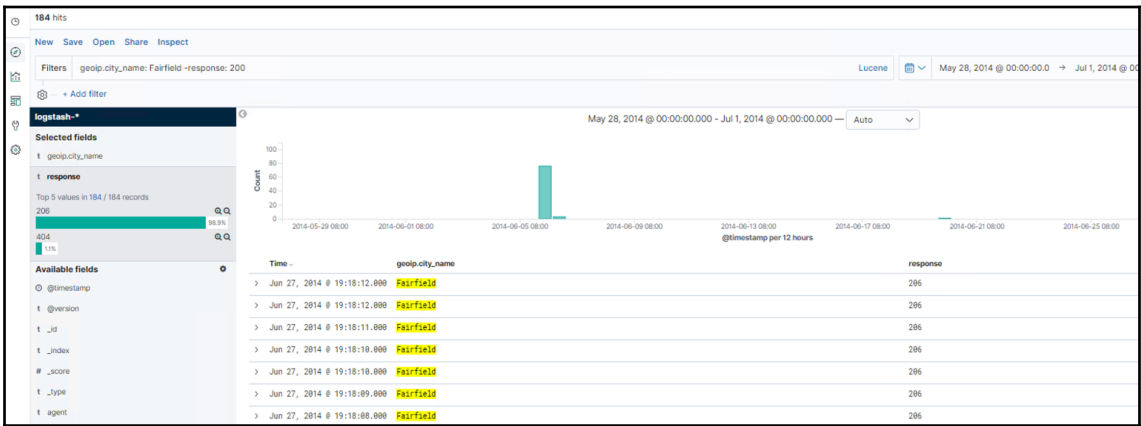 184 hits
New Save Open Share Inspect
Filters geoip.city_name: Fairfield -response: 200 Lucene May 28, 2014 @ 00:00:00.0 → Jul 1, 2014 @ 00
+ Add filter
logstash-*
Selected fields
t geoip.city_name
t response
Top 5 values in 184 / 184 records
206
98.9%
404
1.1%
Available fields
@timestamp
t @version
t _id
t _index
# _score
t _type
t agent
May 28, 2014 @ 00:00:00.000 - Jul 1, 2014 @ 00:00:00.000 — Auto
Count
100
80
60
40
20
0
2014-05-29 08:00 2014-06-01 08:00 2014-06-05 08:00 2014-06-09 08:00 2014-06-13 08:00 2014-06-17 08:00 2014-06-21 08:00 2014-06-25 08:00
@timestamp per 12 hours
Time geoip.city_name response
> Jun 27, 2014 @ 19:18:12.000 Fairfield 206
> Jun 27, 2014 @ 19:18:12.000 Fairfield 206
> Jun 27, 2014 @ 19:18:11.000 Fairfield 206
> Jun 27, 2014 @ 19:18:10.000 Fairfield 206
> Jun 27, 2014 @ 19:18:10.000 Fairfield 206
> Jun 27, 2014 @ 19:18:09.000 Fairfield 206
> Jun 27, 2014 @ 19:18:08.000 Fairfield 206